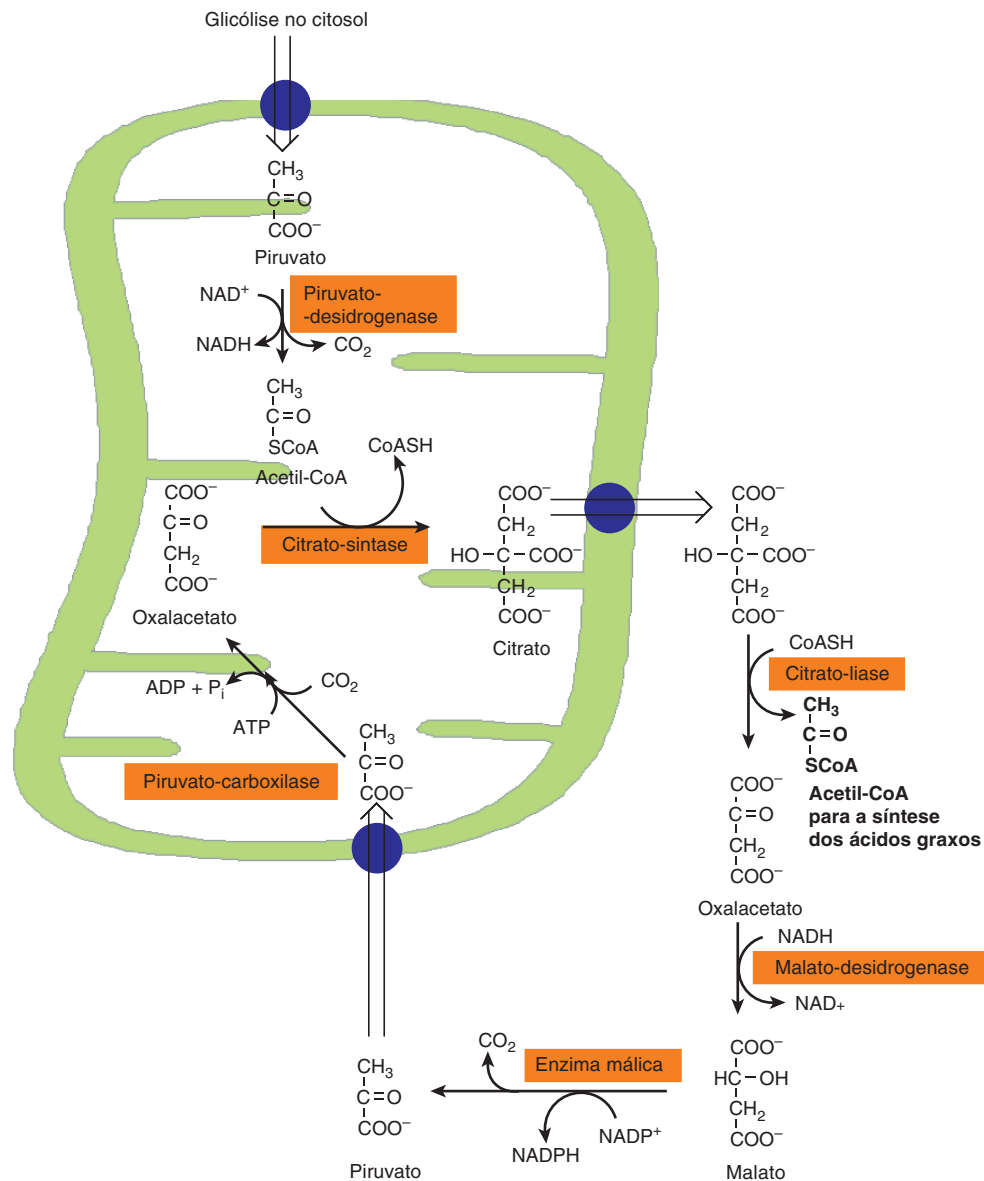 Glicólise no citosol
CH₃
C=O
COO⁻
Piruvato
NAD⁺
Piruvato-
-desidrogenase
NADH
CO₂
CH₃
C=O
SCoA
Acetil-CoA
CoASH
COO⁻
C=O
CH₂
COO⁻
Oxalacetato
Citrato-sintase
COO⁻
CH₂
HO–C–COO⁻
CH₂
COO⁻
Citrato
COO⁻
CH₂
HO–C–COO⁻
CH₂
COO⁻
CoASH
Citrato-liase
CH₃
C=O
SCoA
Acetil-CoA
para a síntese
dos ácidos graxos
ADP + Pᵢ
CO₂
ATP
Piruvato-carboxilase
CH₃
C=O
COO⁻
COO⁻
C=O
CH₂
COO⁻
Oxalacetato
NADH
Malato-desidrogenase
NAD₊
COO⁻
HC–OH
CH₂
COO⁻
Malato
CO₂
Enzima málica
NADPH
NADP⁺
CH₃
C=O
COO⁻
Piruvato